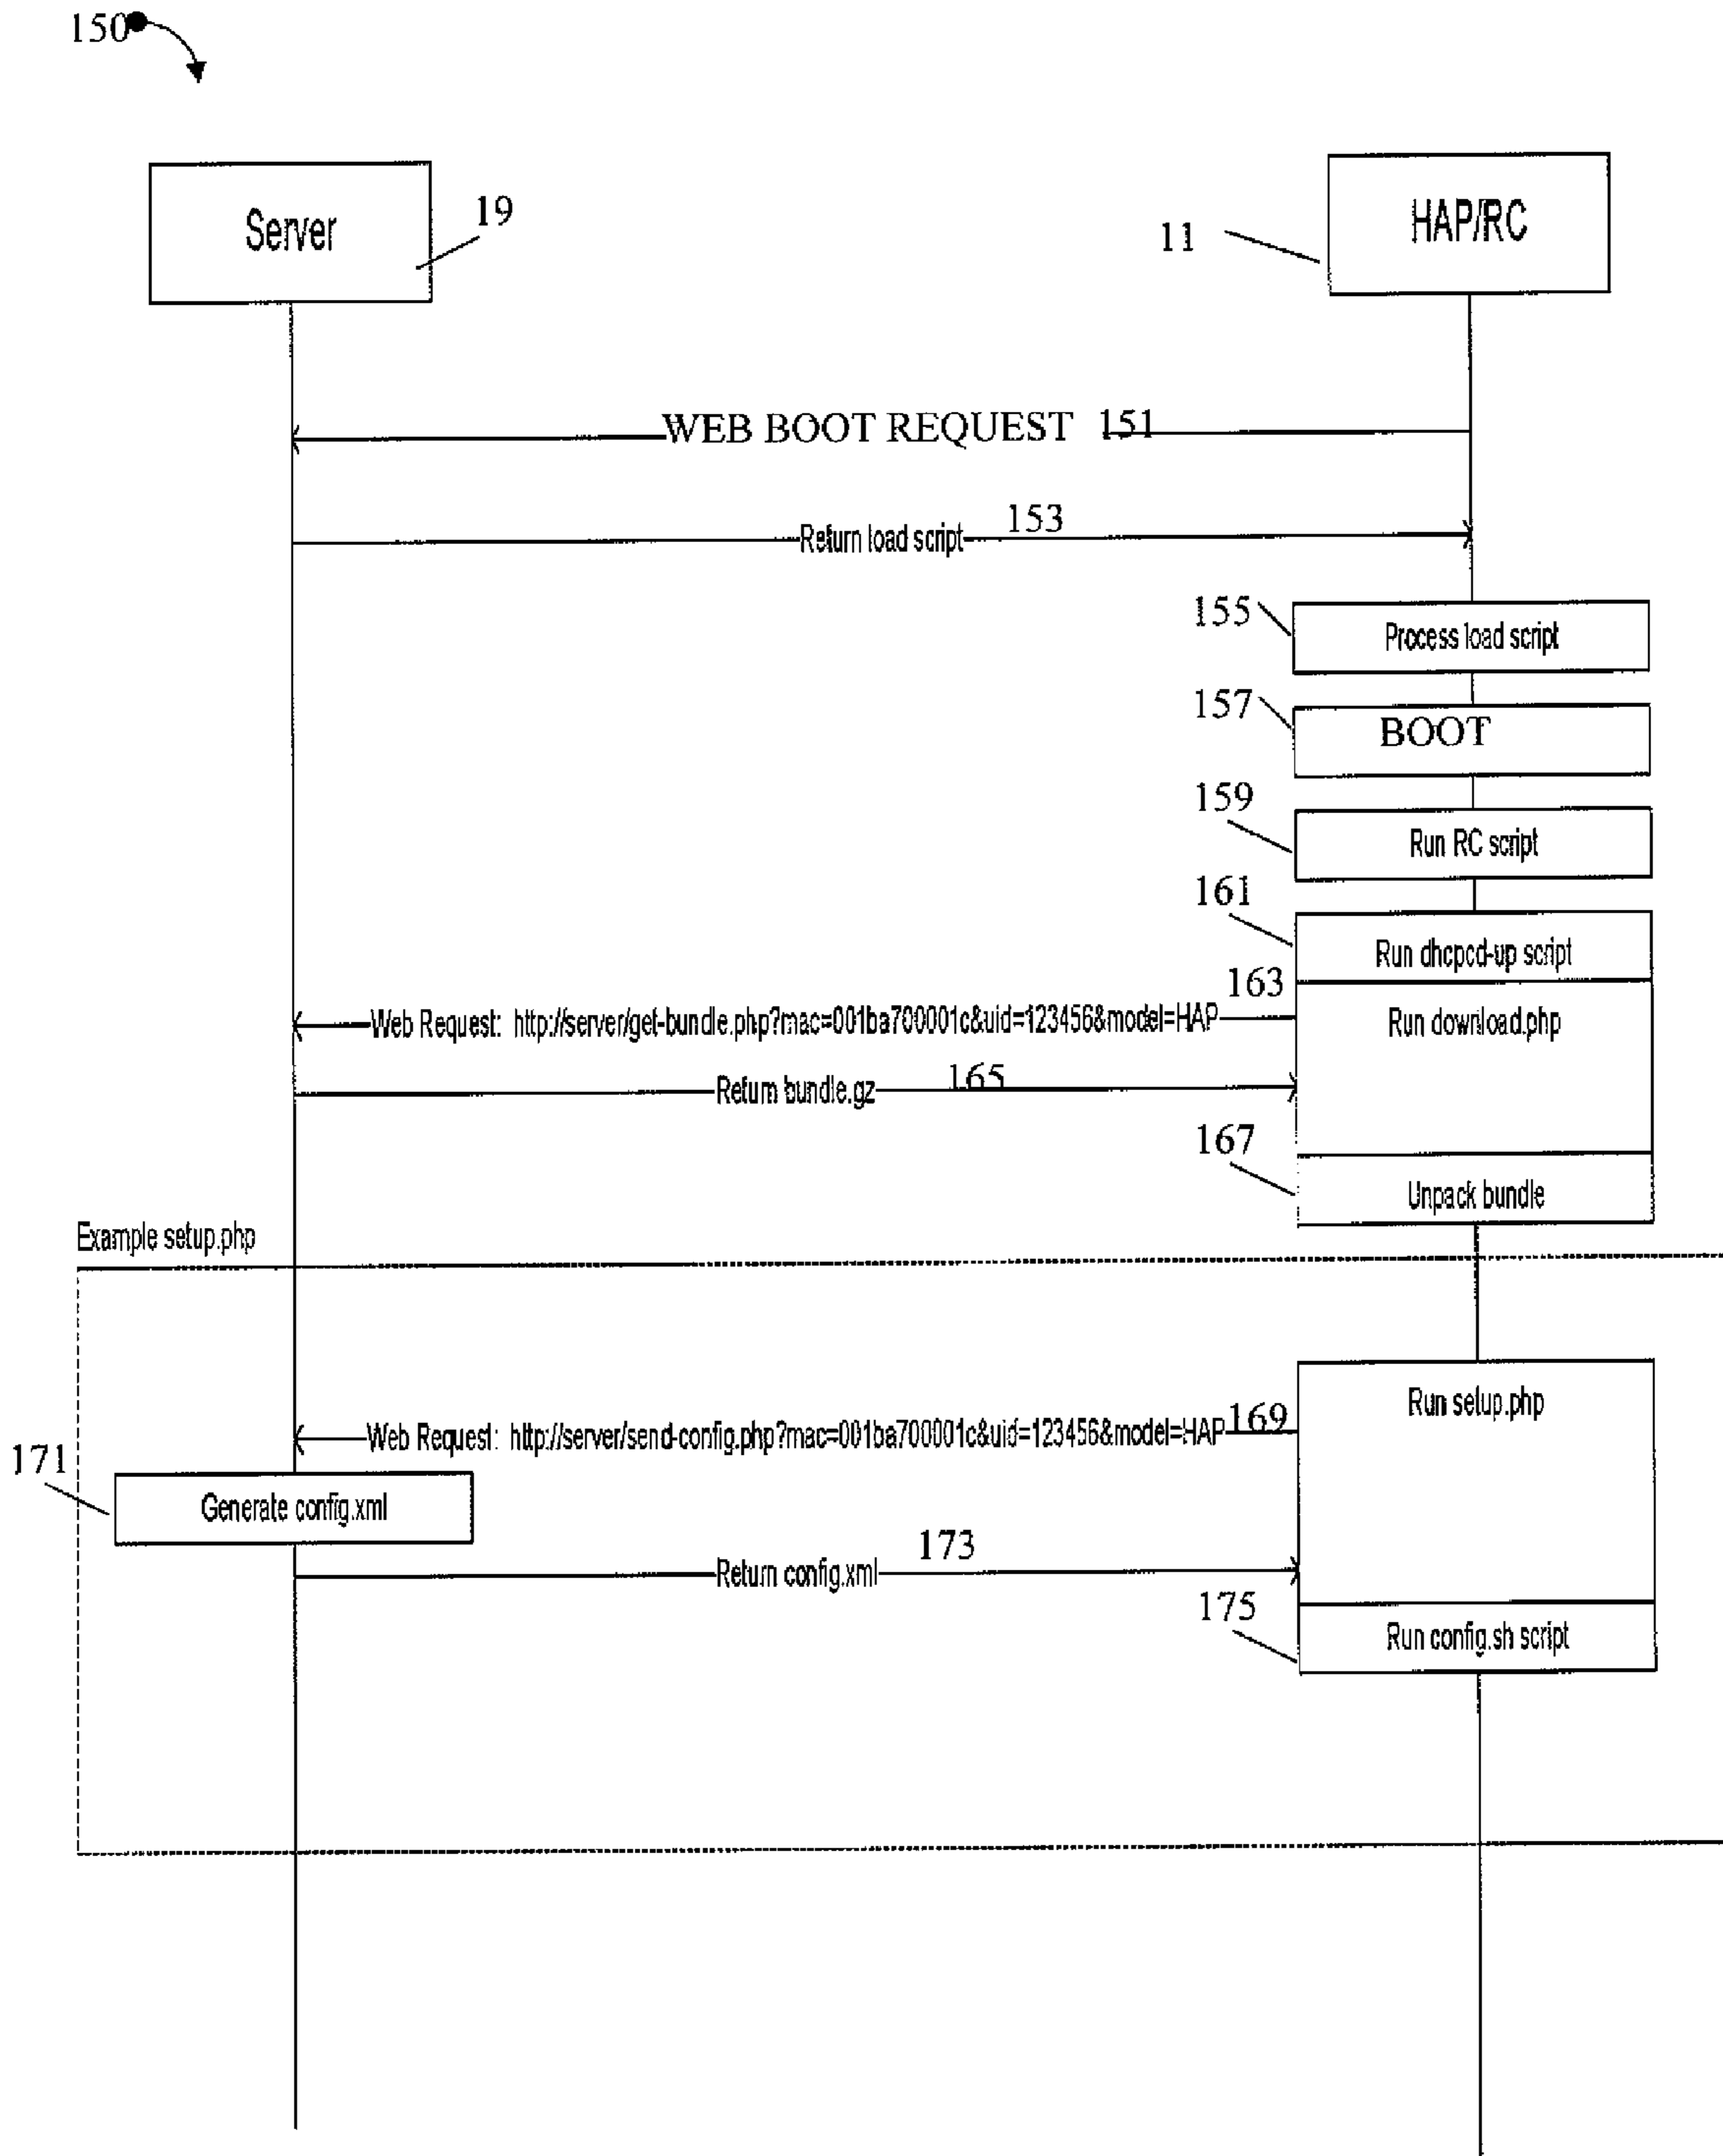 150
Server
19
HAP/RC
11
WEB BOOT REQUEST 151
Return load script 153
155
Process load script
157
BOOT
159
Run RC script
161
Run dhcpcd-up script
163
Web Request: http://server/get-bundle.php?mac=001ba700001c&uid=123456&model=HAP
Run download.php
Return bundle.gz 165
167
Unpack bundle
Example setup.php
Run setup.php
Web Request: http://server/send-config.php?mac=001ba700001c&uid=123456&model=HAP 169
171
Generate config.xml
Return config.xml 173
175
Run config.sh script